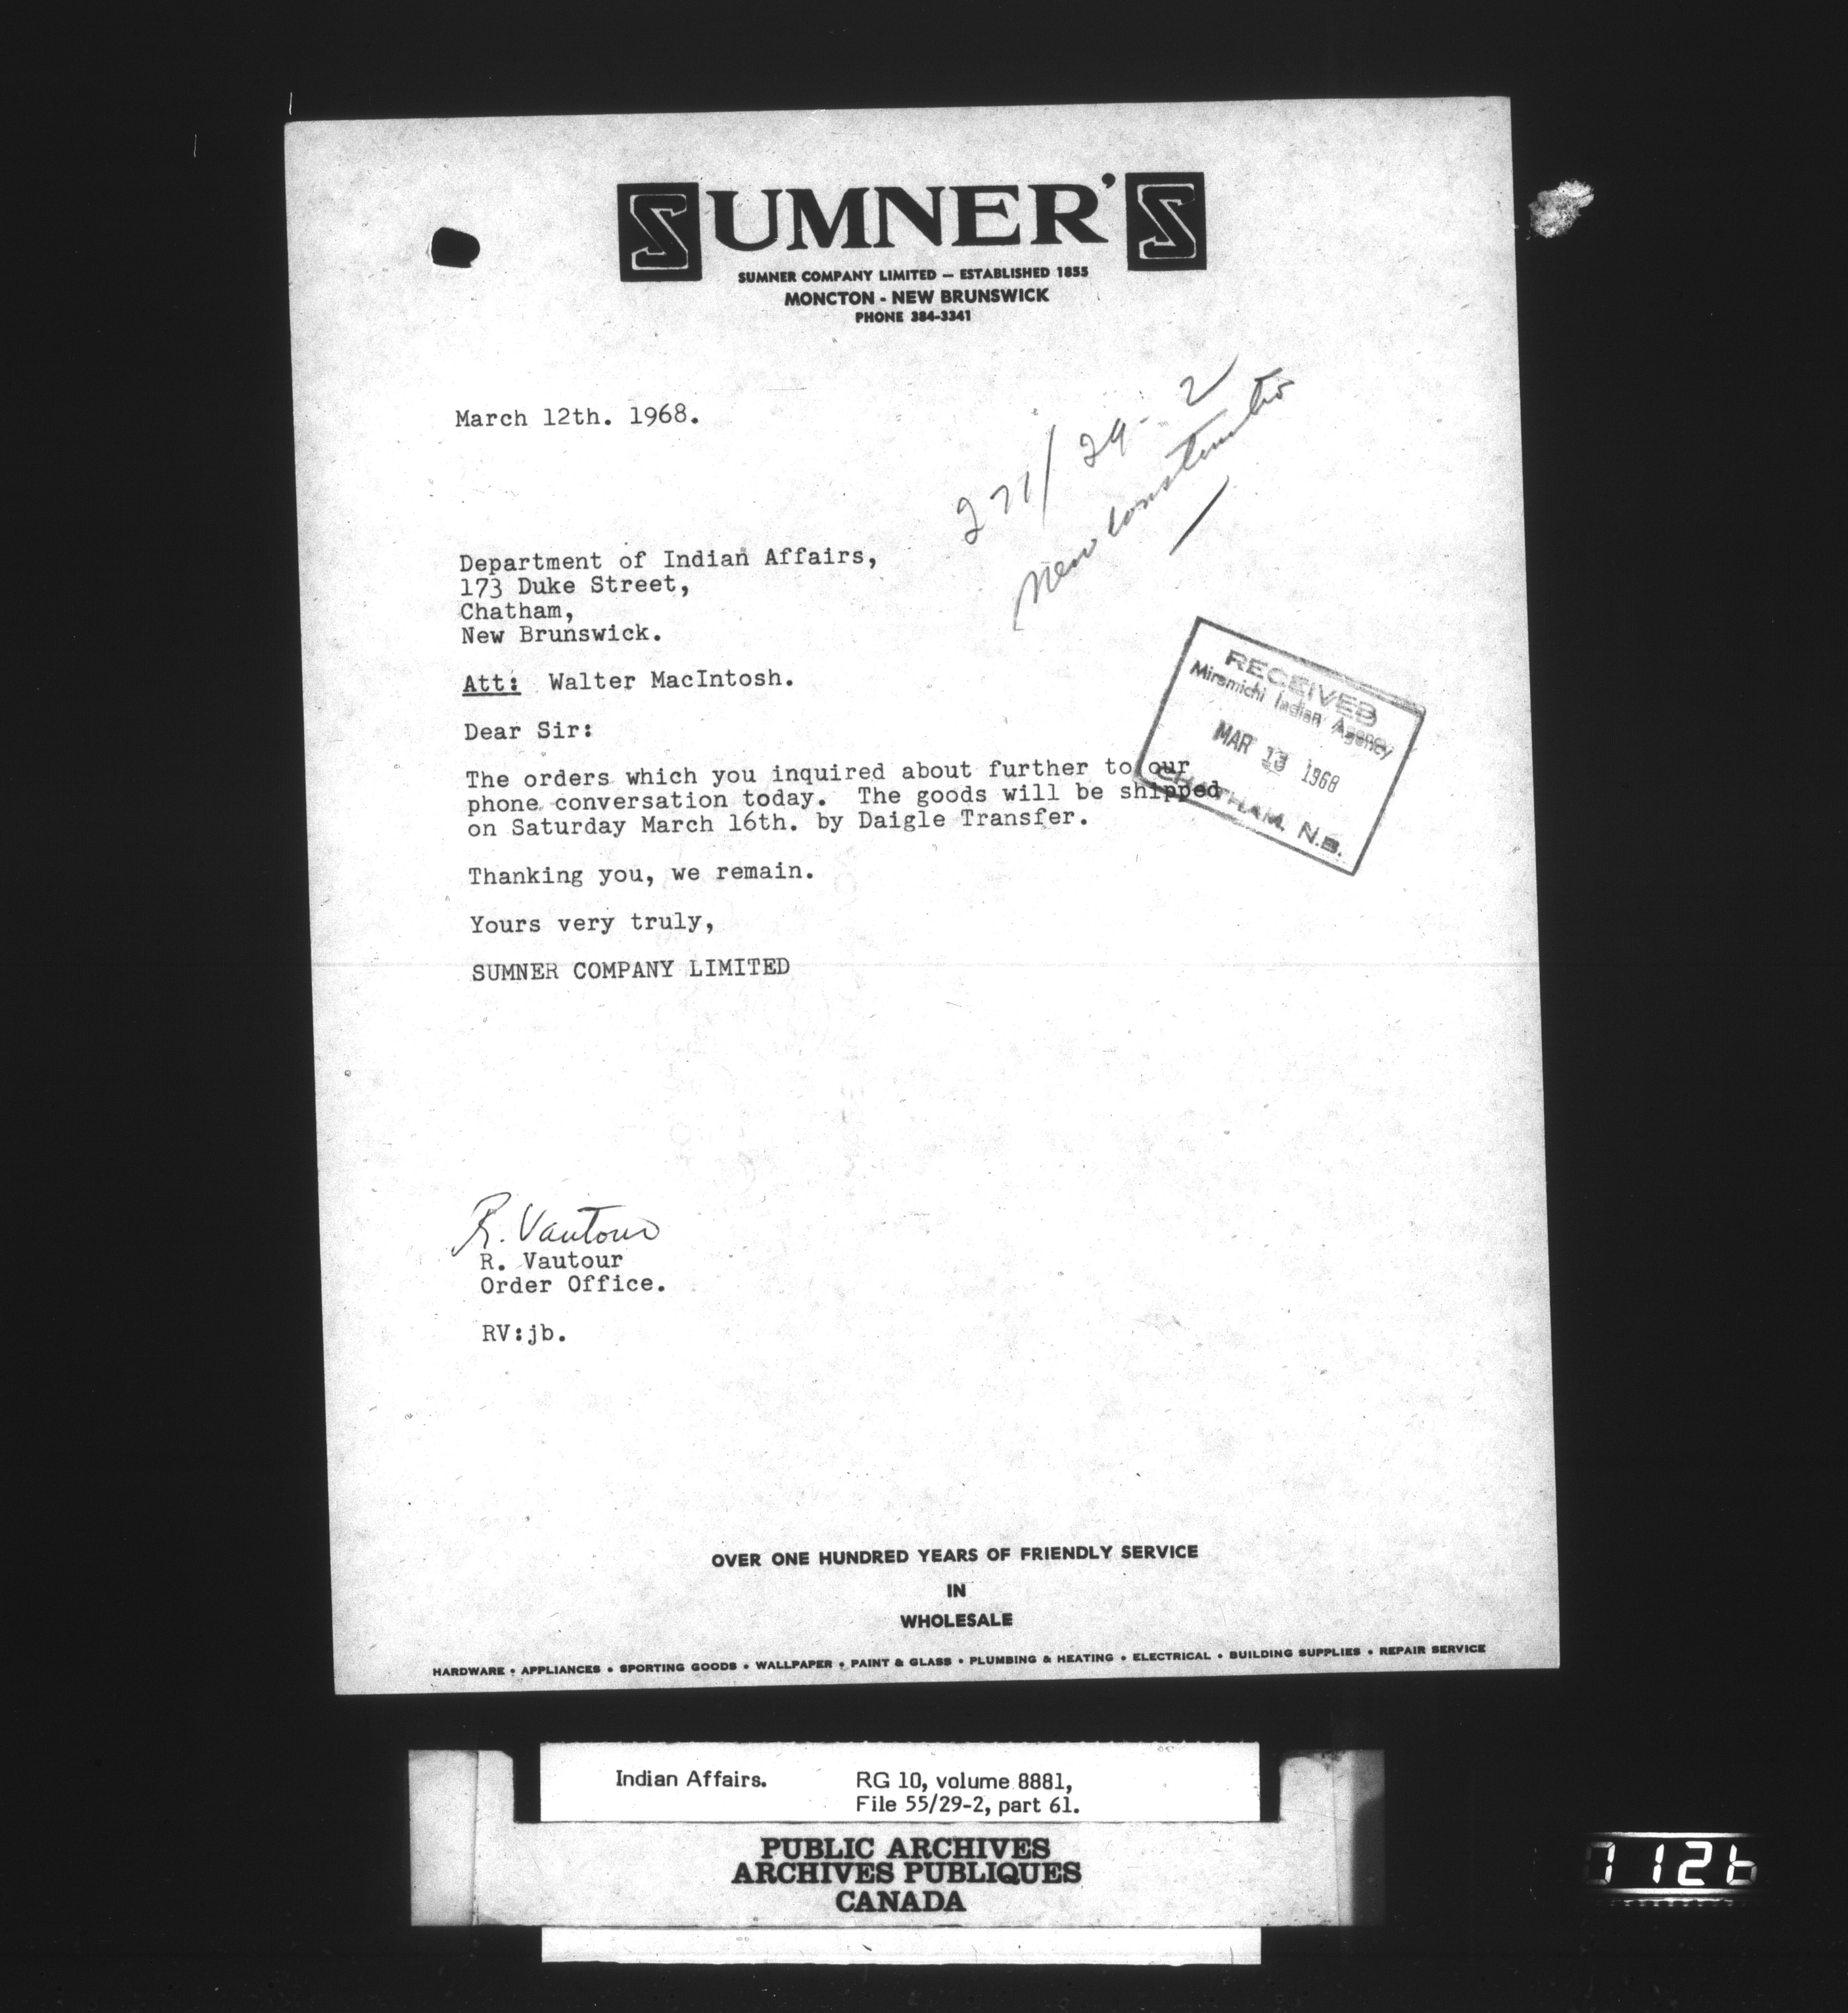 SUMNER'S
SUMNER COMPANY LIMITED — ESTABLISHED 1855
MONCTON - NEW BRUNSWICK
PHONE 384-3341
271/29-2
New Construction
March 12th. 1968.
Department of Indian Affairs,
173 Duke Street,
Chatham,
New Brunswick.
Att: Walter MacIntosh.
RECEIVED
Miramichi Indian Agency
MAR 13 1968
CHATHAM, N.B.
Dear Sir:
The orders which you inquired about further to our
phone conversation today. The goods will be shipped
on Saturday March 16th. by Daigle Transfer.
Thanking you, we remain.
Yours very truly,
SUMNER COMPANY LIMITED
R. Vautour
R. Vautour
Order Office.
RV:jb.
OVER ONE HUNDRED YEARS OF FRIENDLY SERVICE
IN
WHOLESALE
HARDWARE • APPLIANCES • SPORTING GOODS • WALLPAPER • PAINT & GLASS • PLUMBING & HEATING • ELECTRICAL • BUILDING SUPPLIES • REPAIR SERVICE
Indian Affairs. RG 10, volume 8881,
File 55/29-2, part 61.
PUBLIC ARCHIVES
ARCHIVES PUBLIQUES
CANADA